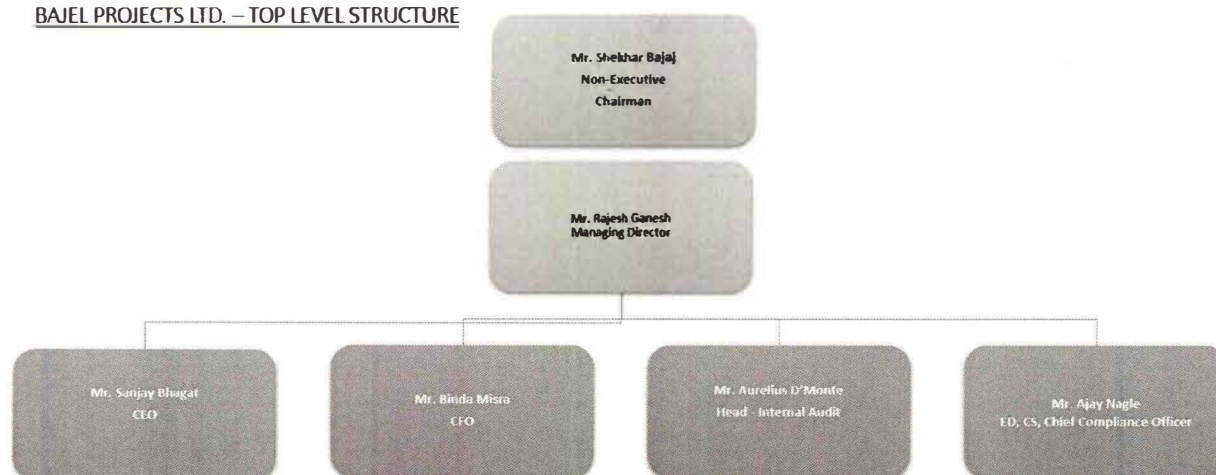 BAJEL PROJECTS LTD. – TOP LEVEL STRUCTURE
Mr. Shekhar Bajaj
Non-Executive
Chairman
Mr. Rajesh Ganesh
Managing Director
Mr. Sanjay Bhagat
CEO
Mr. Binda Misra
CFO
Mr. Aurelius D'Monte
Head - Internal Audit
Mr. Ajay Nagle
ED, CS, Chief Compliance Officer